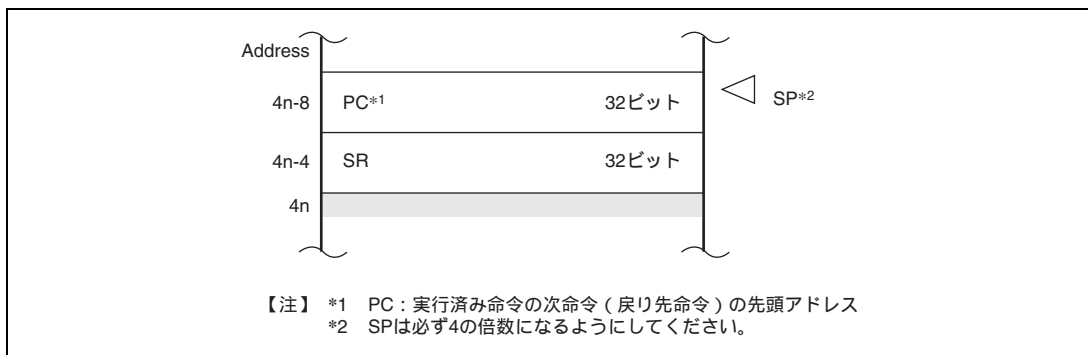 Address
4n-8 PC*1 32ビット SP*2
4n-4 SR 32ビット
4n
【注】 *1 PC：実行済み命令の次命令（戻り先命令）の先頭アドレス
*2 SPは必ず4の倍数になるようにしてください。